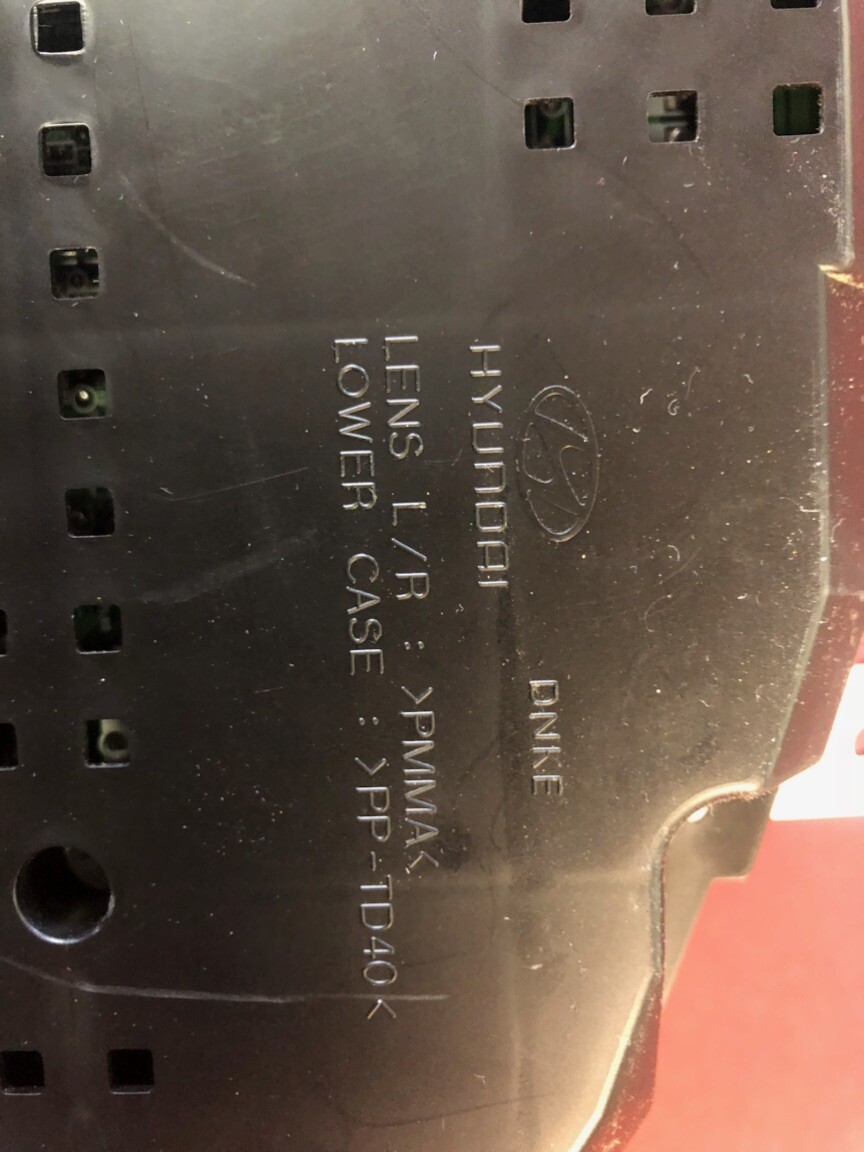 DNKE
HYUNDAI
LENS L/R : >PMMA<
LOWER CASE : >PP-TD40<